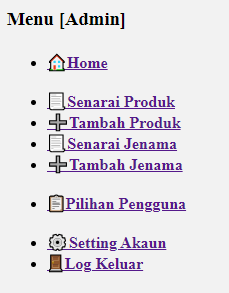 Menu [Admin]
Home
Senarai Produk
Tambah Produk
Senarai Jenama
Tambah Jenama
Pilihan Pengguna
Setting Akaun
Log Keluar